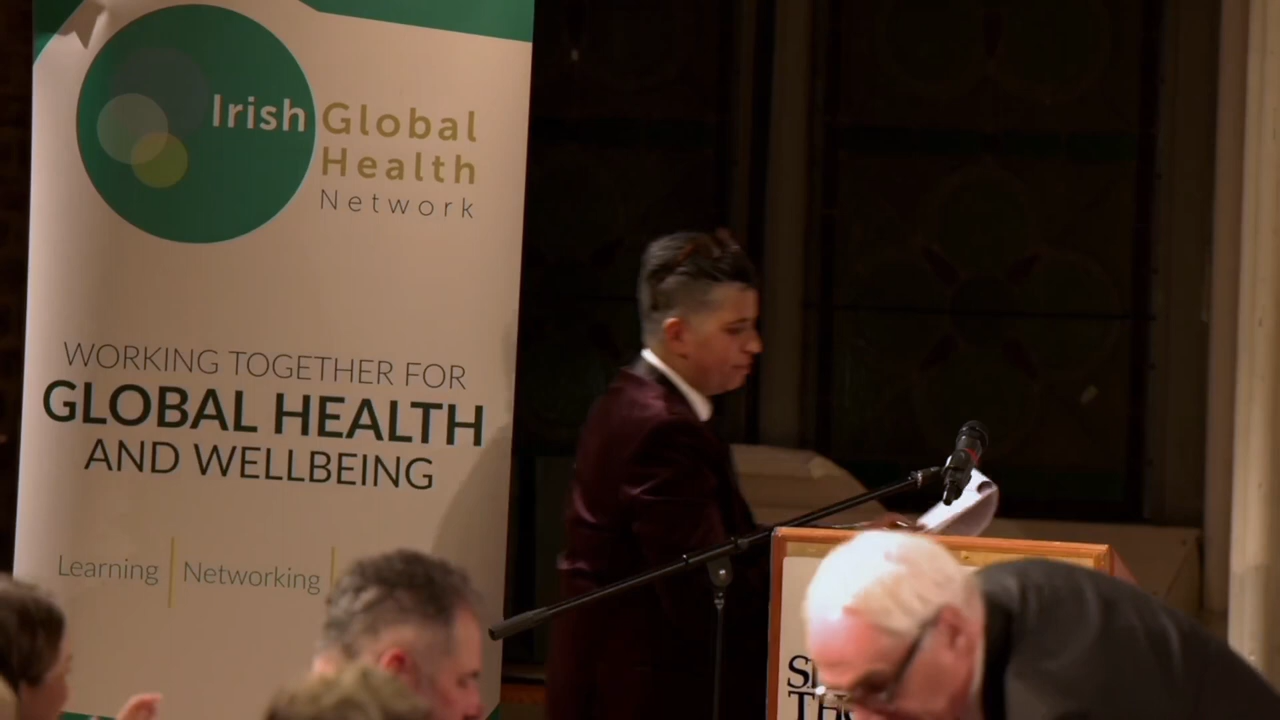 Irish Global
Health
Network
WORKING TOGETHER FOR
GLOBAL HEALTH
AND WELLBEING
Learning | Networking |